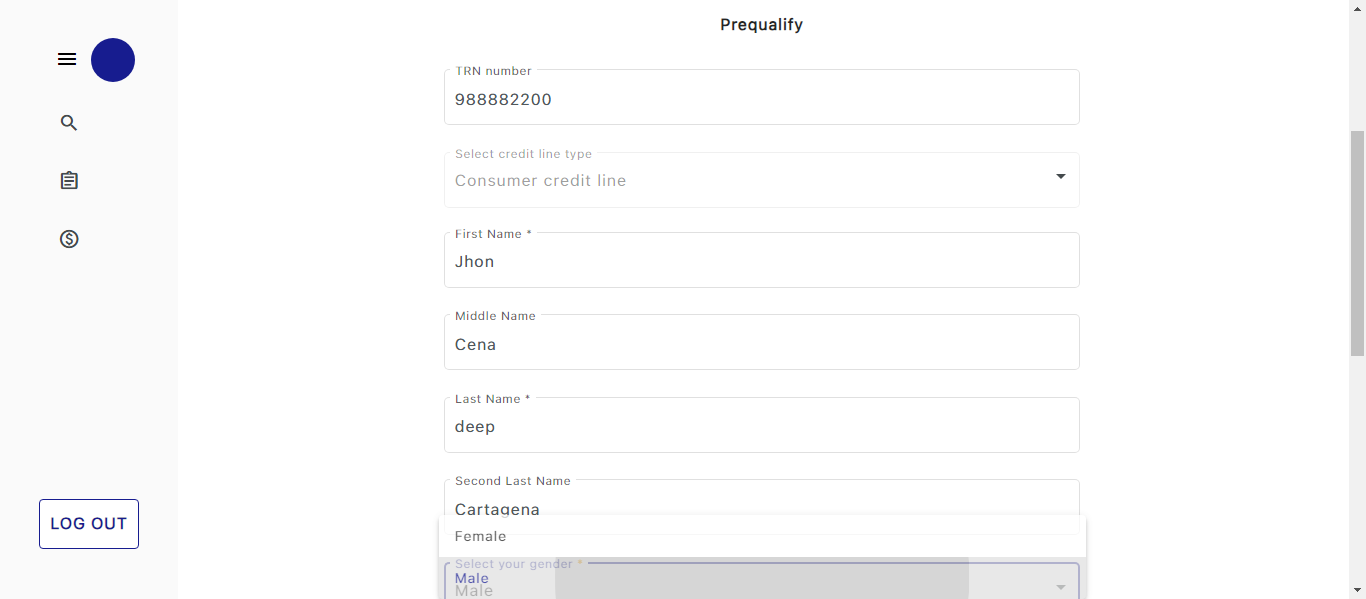 Prequalify
TRN number
988882200
Select credit line type
Consumer credit line
First Name *
Jhon
Middle Name
Cena
Last Name *
deep
Second Last Name
Cartagena
Female
Select your gender *
Male
Male
LOG OUT